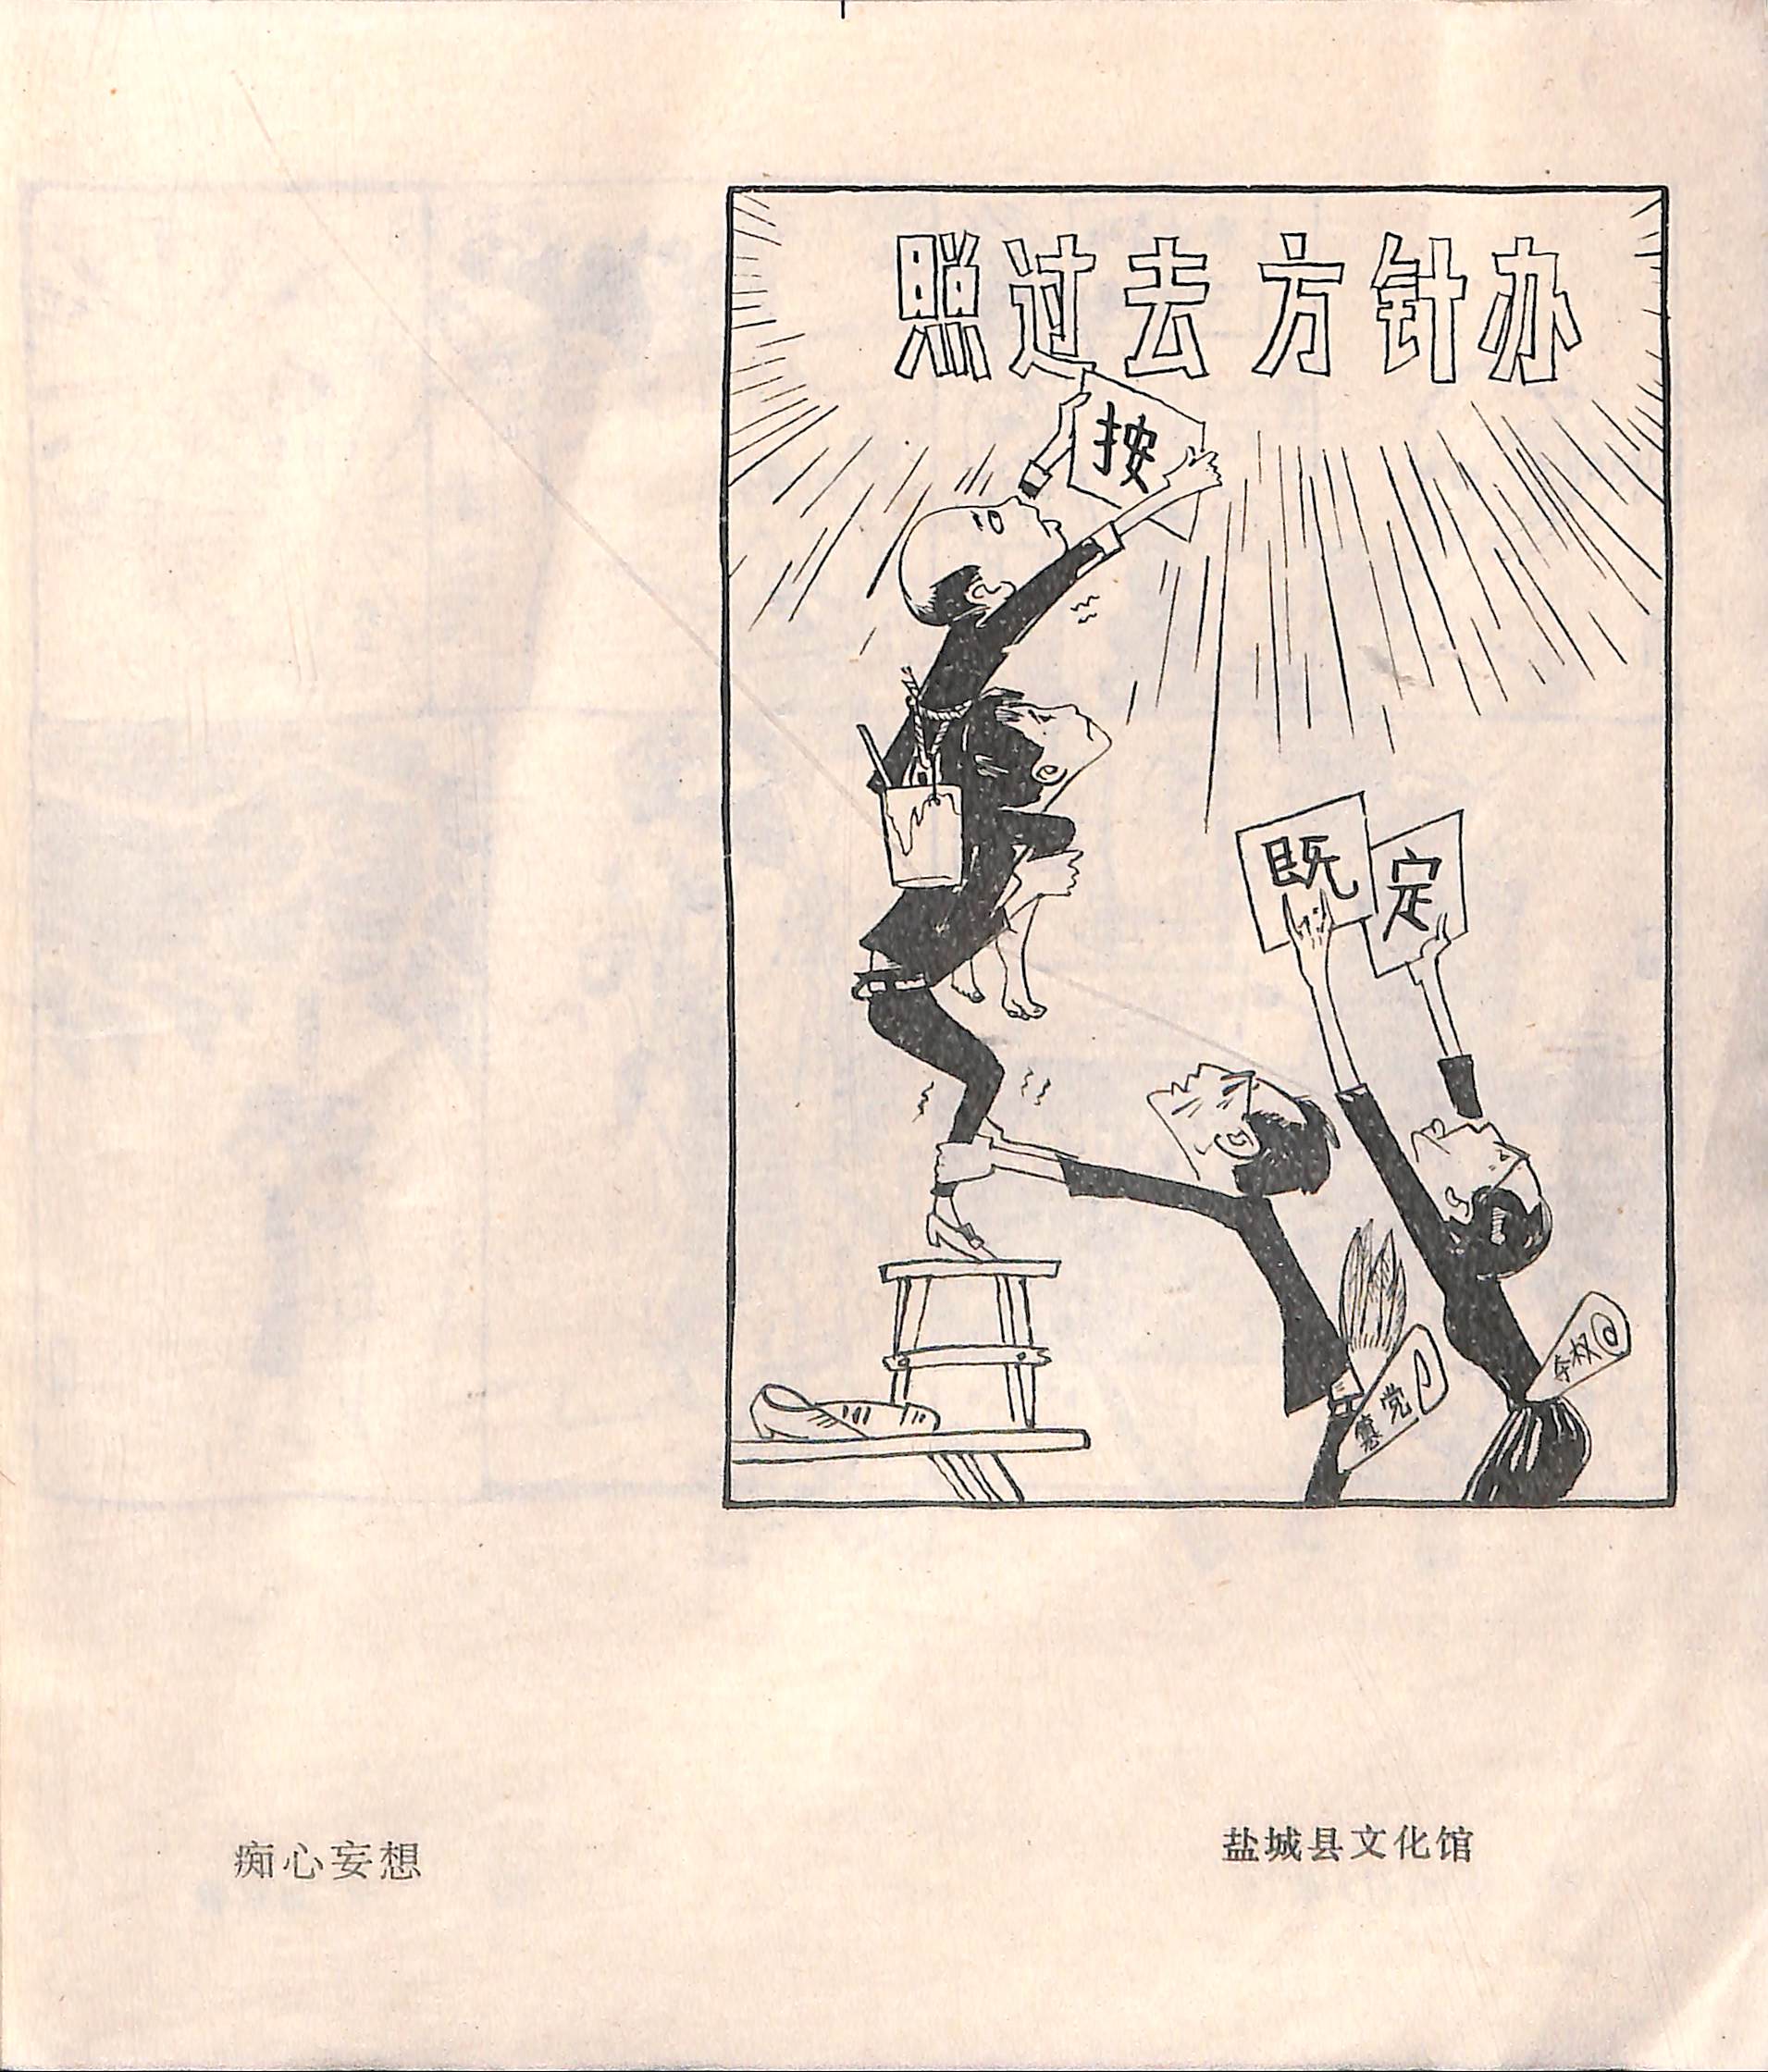 照过去方针办
按
既定
篡党
夺权
痴心妄想
盐城县文化馆